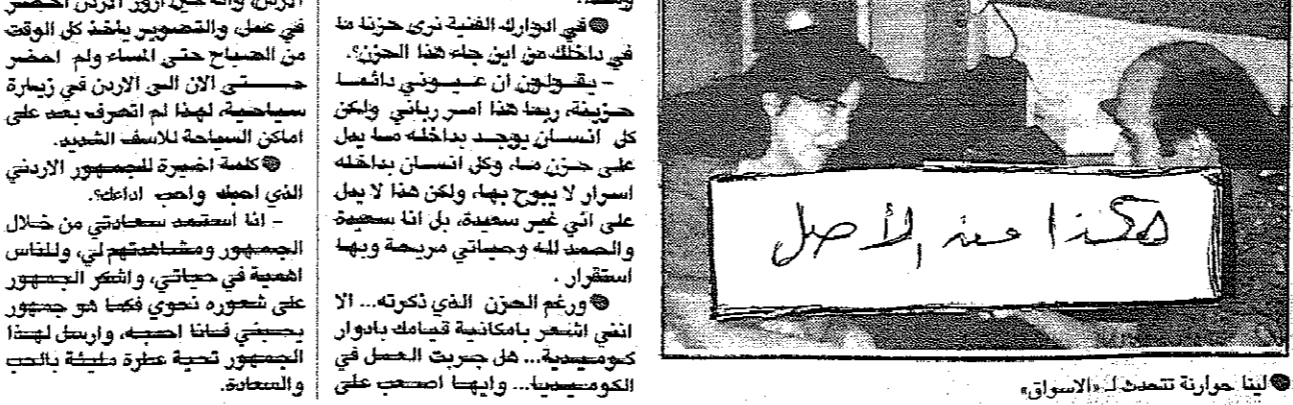 هكذا من الأصل
لينا حوارنة تتحدث لـ «الاسواق»
في ادوارك الفنية نرى حزنا ما
في داخلك من اين جاء هذا الحزن؟.
- يقولون ان عيوني دائما
حزينة، ربما هذا امر رباني ولكن
كل انسان يوجد بداخله ما يدل
على حزن ما، وكل انسان بداخله
اسرار لا يبوح بها، ولكن هذا لا يدل
على اني غير سعيدة، بل انا سعيدة
والحمد لله وحياتي مريحة وبها
استقرار.
ورغم الحزن الذي ذكرته... الا
انني اشعر بامكانية قيامك بادوار
كوميدية... هل جربت العمل في
الكوميديا... وايها اصعب على
الاردن، وانا حين ازور الاردن احضر
في عمل، والتصوير يأخذ كل الوقت
من الصباح حتى المساء ولم احضر
حتى الان الى الاردن في زيارة
سياحية، لهذا لم اتعرف بعد على
اماكن السياحة للاسف الشديد.
كلمة اخيرة للجمهور الاردني
الذي احبك واحب اداءك؟.
- انا استمد سعادتي من خلال
الجمهور ومشاهدتهم لي، وللناس
اهمية في حياتي، واشكر الجمهور
على شعوره نحوي فكما هو جمهور
يحبني فانا احبه، وارسل لهذا
الجمهور تحية عطرة مليئة بالحب
والسعادة.